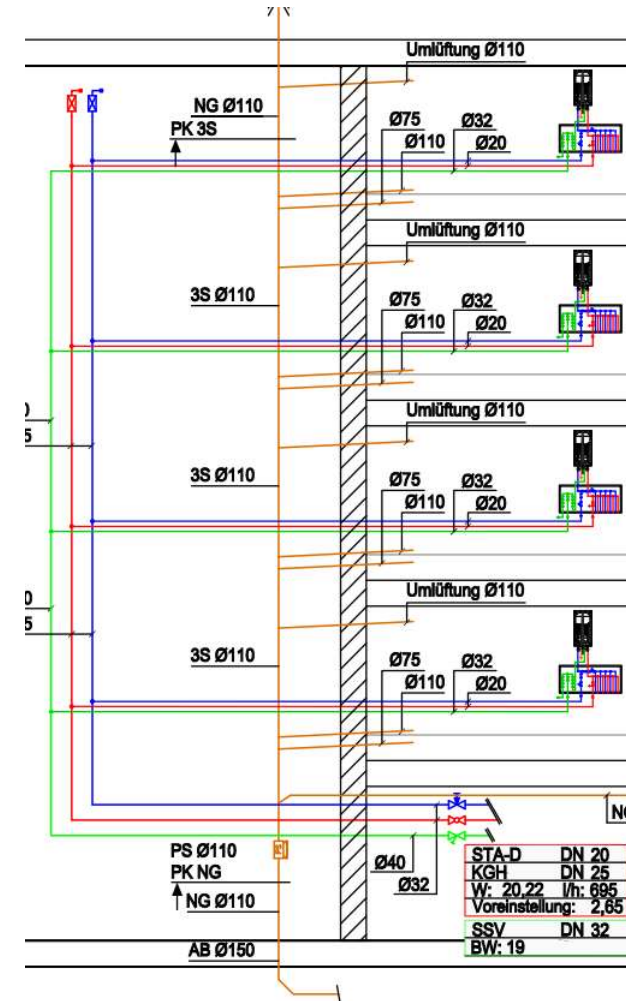 Umlüftung Ø110
NG Ø110
PK 3S
Ø75
Ø32
Ø110
Ø20
Umlüftung Ø110
3S Ø110
Ø75
Ø32
Ø110
Ø20
Umlüftung Ø110
3S Ø110
Ø75
Ø32
Ø110
Ø20
Umlüftung Ø110
3S Ø110
Ø75
Ø32
Ø110
Ø20
PS Ø110
PK NG
NG Ø110
AB Ø150
Ø40
Ø32
STA-D DN 20
KGH DN 25
W: 20,22 l/h: 695
Voreinstellung: 2,65
SSV DN 32
BW: 19